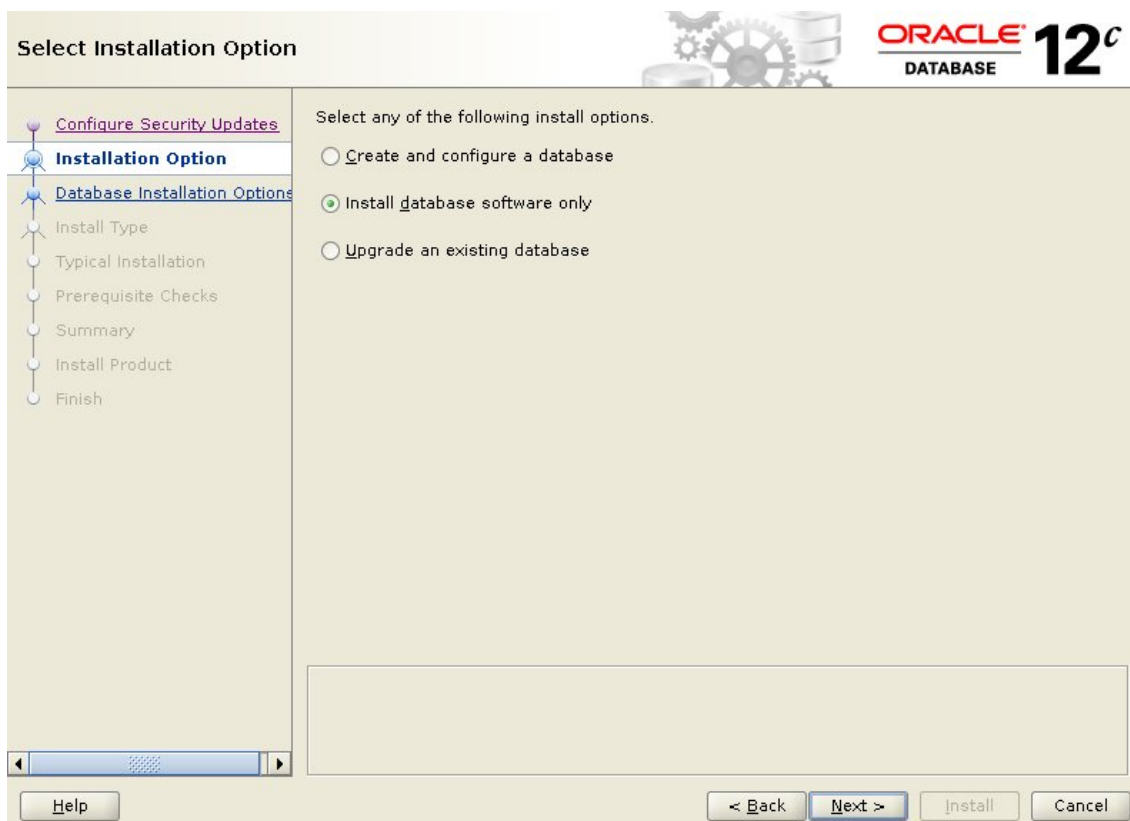 Select Installation Option
ORACLE
DATABASE
12c
Configure Security Updates
Installation Option
Database Installation Options
Install Type
Typical Installation
Prerequisite Checks
Summary
Install Product
Finish
Select any of the following install options.
Create and configure a database
Install database software only
Upgrade an existing database
Help
< Back
Next >
Install
Cancel